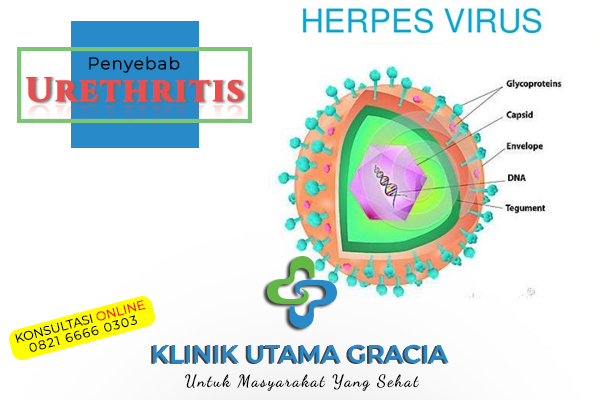 HERPES VIRUS
Penyebab
URETHRITIS
Glycoproteins
Capsid
Envelope
DNA
Tegument
KONSULTASI ONLINE
0821 6666 0303
KLINIK UTAMA GRACIA
Untuk Masyarakat Yang Sehat